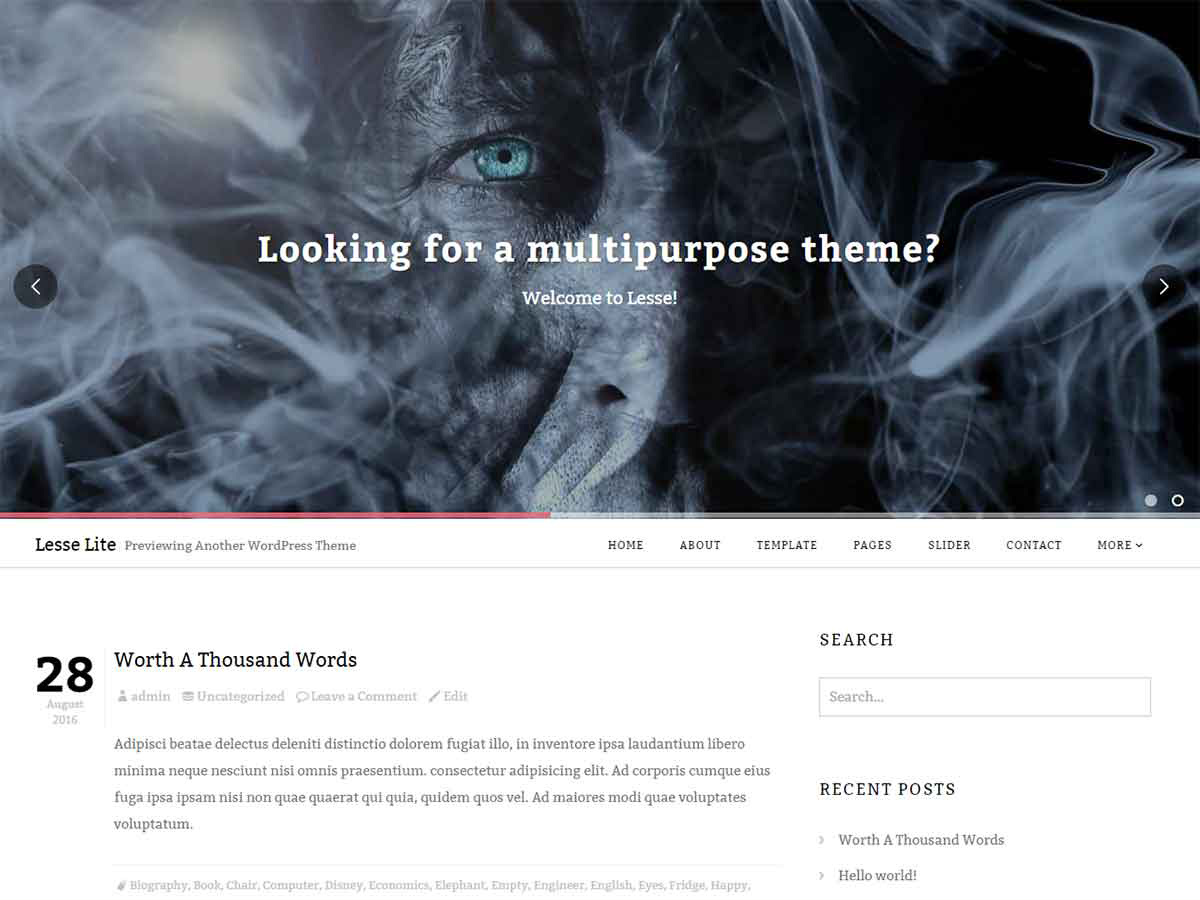 Looking for a multipurpose theme?
Welcome to Lesse!
Lesse Lite Previewing Another WordPress Theme
HOME ABOUT TEMPLATE PAGES SLIDER CONTACT MORE
28
August
2016
Worth A Thousand Words
admin Uncategorized Leave a Comment Edit
Adipisci beatae delectus deleniti distinctio dolorem fugiat illo, in inventore ipsa laudantium libero
minima neque nesciunt nisi omnis praesentium. consectetur adipisicing elit. Ad corporis cumque eius
fuga ipsa ipsam nisi non quae quaerat qui quia, quidem quos vel. Ad maiores modi quae voluptates
voluptatum.
Biography, Book, Chair, Computer, Disney, Economics, Elephant, Empty, Engineer, English, Eyes, Fridge, Happy,
SEARCH
Search...
RECENT POSTS
Worth A Thousand Words
Hello world!